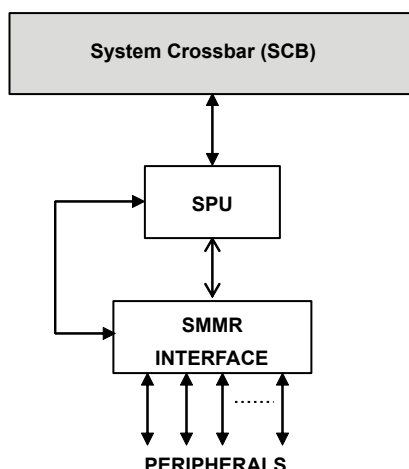 System Crossbar (SCB)
SPU
SMMR
INTERFACE
PERIPHERALS